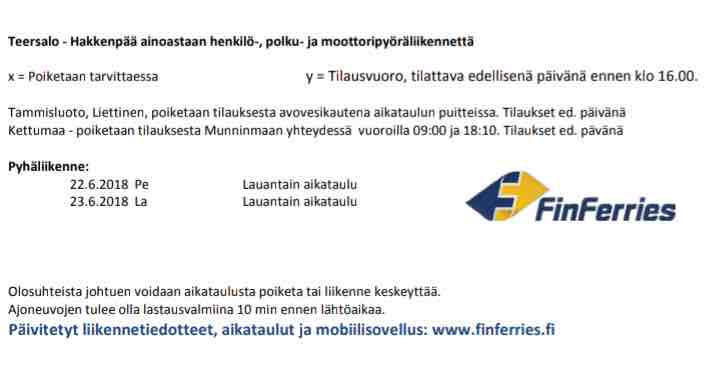 Teersalo - Hakkenpää ainoastaan henkilö-, polku- ja moottoripyöräliikennettä
x = Poiketaan tarvittaessa y = Tilausvuoro, tilattava edellisenä päivänä ennen klo 16.00.
Tammisluoto, Liettinen, poiketaan tilauksesta avovesikautena aikataulun puitteissa. Tilaukset ed. päivänä
Kettumaa - poiketaan tilauksesta Munninmaan yhteydessä vuoroilla 09:00 ja 18:10. Tilaukset ed. pävänä
Pyhäliikenne:
22.6.2018 Pe Lauantain aikataulu
23.6.2018 La Lauantain aikataulu
FinFerries
Olosuhteista johtuen voidaan aikataulusta poiketa tai liikenne keskeyttää.
Ajoneuvojen tulee olla lastausvalmiina 10 min ennen lähtöaikaa.
Päivitetyt liikennetiedotteet, aikataulut ja mobiilisovellus: www.finferries.fi